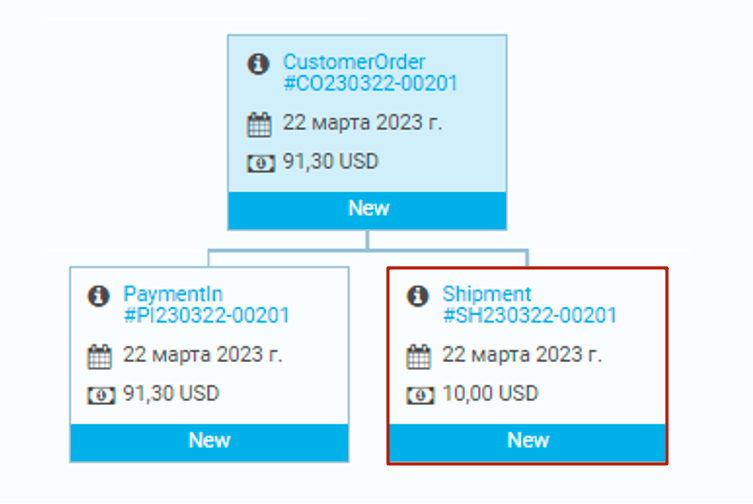 CustomerOrder
#CO230322-00201
22 марта 2023 г.
91,30 USD
New
PaymentIn
#PI230322-00201
22 марта 2023 г.
91,30 USD
New
Shipment
#SH230322-00201
22 марта 2023 г.
10,00 USD
New